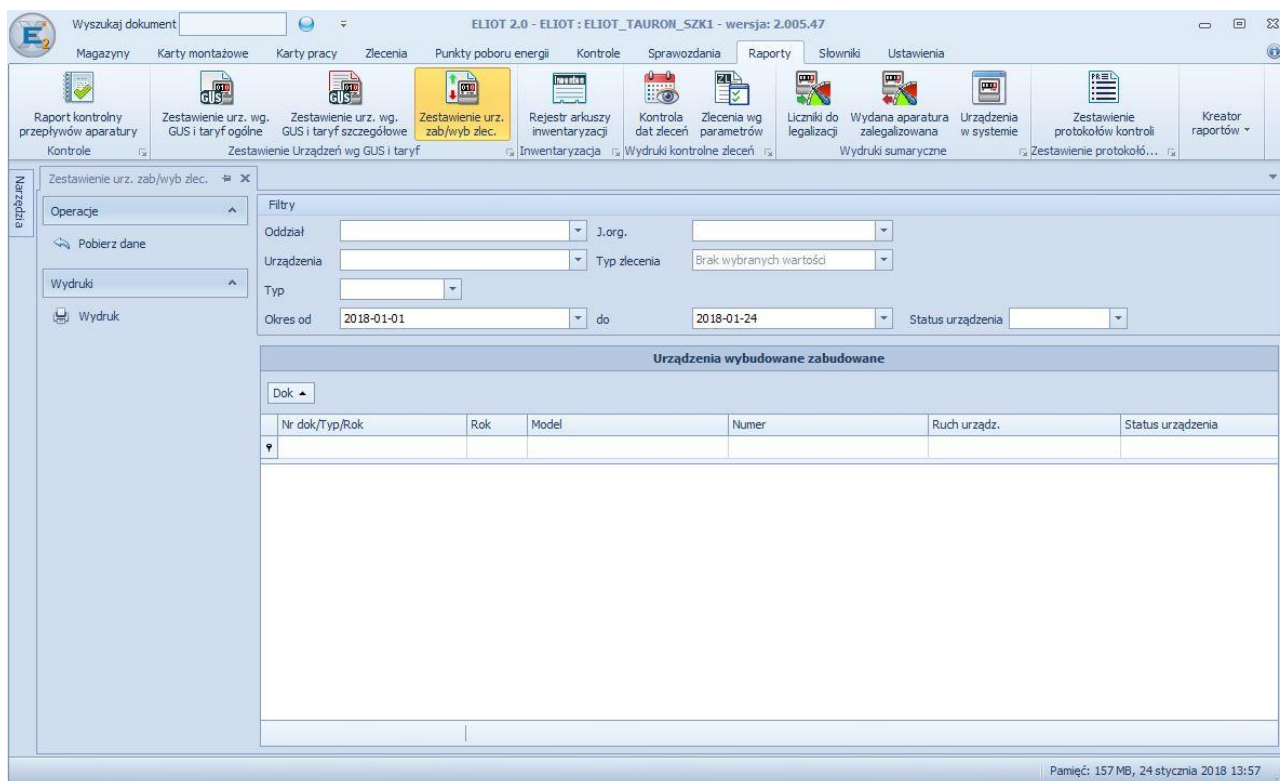 Wyszukaj dokument
ELIOT 2.0 - ELIOT : ELIOT_TAURON_SZK1 - wersja: 2.005.47
E2
Magazyny Karty montażowe Karty pracy Zlecenia Punkty poboru energii Kontrole Sprawozdania Raporty Słowniki Ustawienia
Raport kontrolny przepływów aparatury
GUS
Zestawienie urz. wg. GUS i taryf ogólne
GUS
Zestawienie urz. wg. GUS i taryf szczegółowe
Zestawienie urz. zab/wyb zlec.
Rejestr arkuszy inwentaryzacji
Kontrola dat zleceń
Zlecenia wg parametrów
Liczniki do legalizacji
Wydana aparatura zalegalizowana
Urządzenia w systemie
Zestawienie protokołów kontroli
Kreator raportów
Kontrole
Zestawienie Urządzeń wg GUS i taryf
Inwentaryzacja
Wydruki kontrolne zleceń
Wydruki sumaryczne
Zestawienie protokołó...
Narzędzia
Zestawienie urz. zab/wyb zlec.
Operacje
Pobierz dane
Wydruki
Wydruk
Filtry
Oddział J.org.
Urządzenia Typ zlecenia Brak wybranych wartości
Typ
Okres od 2018-01-01 do 2018-01-24 Status urządzenia
Urządzenia wybudowane zabudowane
Dok
Nr dok/Typ/Rok Rok Model Numer Ruch urządz. Status urządzenia
Pamięć: 157 MB, 24 stycznia 2018 13:57